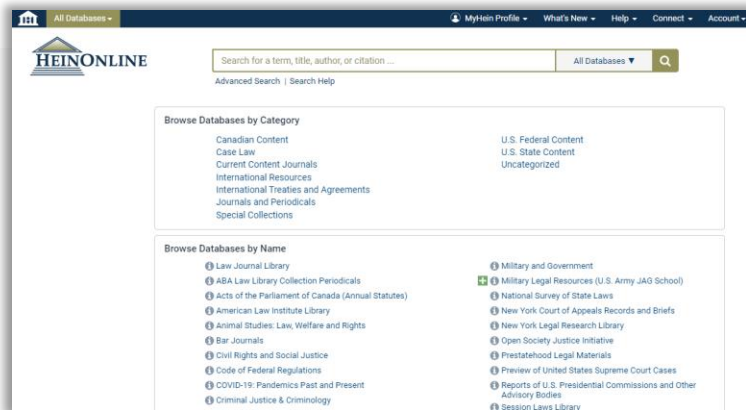 All Databases
MyHein Profile What's New Help Connect Account
HEINONLINE
Search for a term, title, author, or citation ...
All Databases ▼
Advanced Search | Search Help
Browse Databases by Category
Canadian Content
Case Law
Current Content Journals
International Resources
International Treaties and Agreements
Journals and Periodicals
Special Collections
U.S. Federal Content
U.S. State Content
Uncategorized
Browse Databases by Name
Law Journal Library
ABA Law Library Collection Periodicals
Acts of the Parliament of Canada (Annual Statutes)
American Law Institute Library
Animal Studies: Law, Welfare and Rights
Bar Journals
Civil Rights and Social Justice
Code of Federal Regulations
COVID-19: Pandemics Past and Present
Criminal Justice & Criminology
Military and Government
Military Legal Resources (U.S. Army JAG School)
National Survey of State Laws
New York Court of Appeals Records and Briefs
New York Legal Research Library
Open Society Justice Initiative
Prestatehood Legal Materials
Preview of United States Supreme Court Cases
Reports of U.S. Presidential Commissions and Other
Advisory Bodies
Session Laws Library